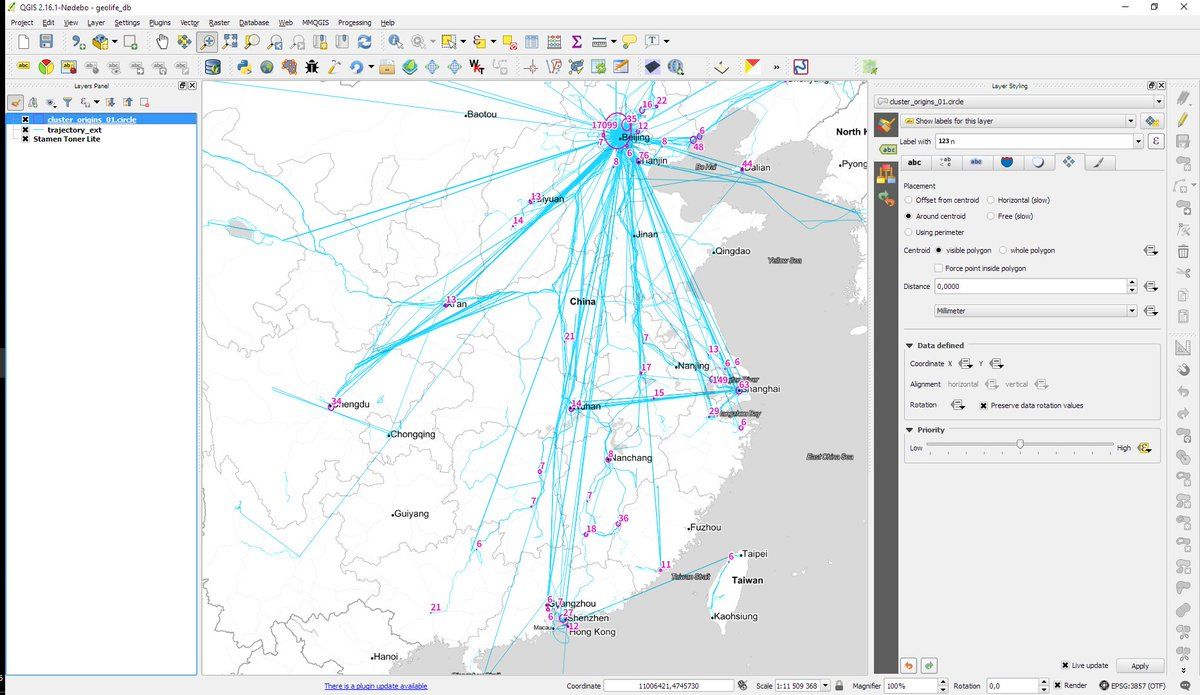 QGIS 2.16.1-Nødebo - geolife_db
Project Edit View Layer Settings Plugins Vector Raster Database Web MMQGIS Processing Help
Layers Panel
cluster_origins_01.circle
trajectory_ext
Stamen Toner Lite
Baotou
16 22
35
17099
12
Beijing
7
8
6
48
6
76
8
Tianjin
Bo Hai
44
Dalian
North K
Pyong
13
14
Jinan
Qingdao
Yellow Sea
13
China
21
7
13
6 6
17
Nanjing
149
63
Shanghai
15
34
Chengdu
14
Wuhan
29
6
Chongqing
8
Nanchang
East China Sea
7
7
7
Guiyang
36
18
Fuzhou
6
11
6
Taipei
Taiwan Strait
Taiwan
21
6 7
8
Guangzhou
6
27
Shenzhen
Kaohsiung
Macau
12
Hong Kong
Hanoi
Layer Styling
cluster_origins_01.circle
Show labels for this layer
Label with 123 n
Placement
Offset from centroid Horizontal (slow)
Around centroid Free (slow)
Using perimeter
Centroid visible polygon whole polygon
Force point inside polygon
Distance 0,0000
Millimeter
Data defined
Coordinate X Y
Alignment horizontal vertical
Rotation Preserve data rotation values
Priority
Low High
Live update Apply
There is a plugin update available
Coordinate 11006421,4745730 Scale 1:11 509 368 Magnifier 100% Rotation 0,0 Render EPSG:3857 (OTF)